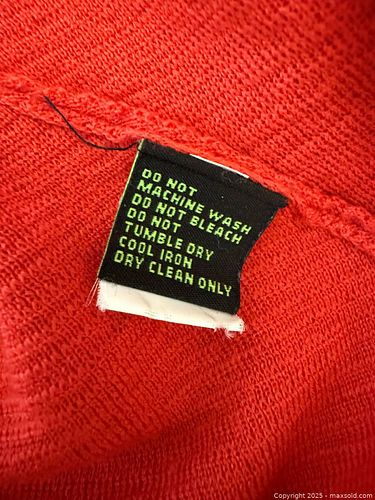 DO NOT
MACHINE WASH
DO NOT BLEACH
DO NOT
TUMBLE DRY
COOL IRON
DRY CLEAN ONLY
Copyright 2025 - maxsold.com